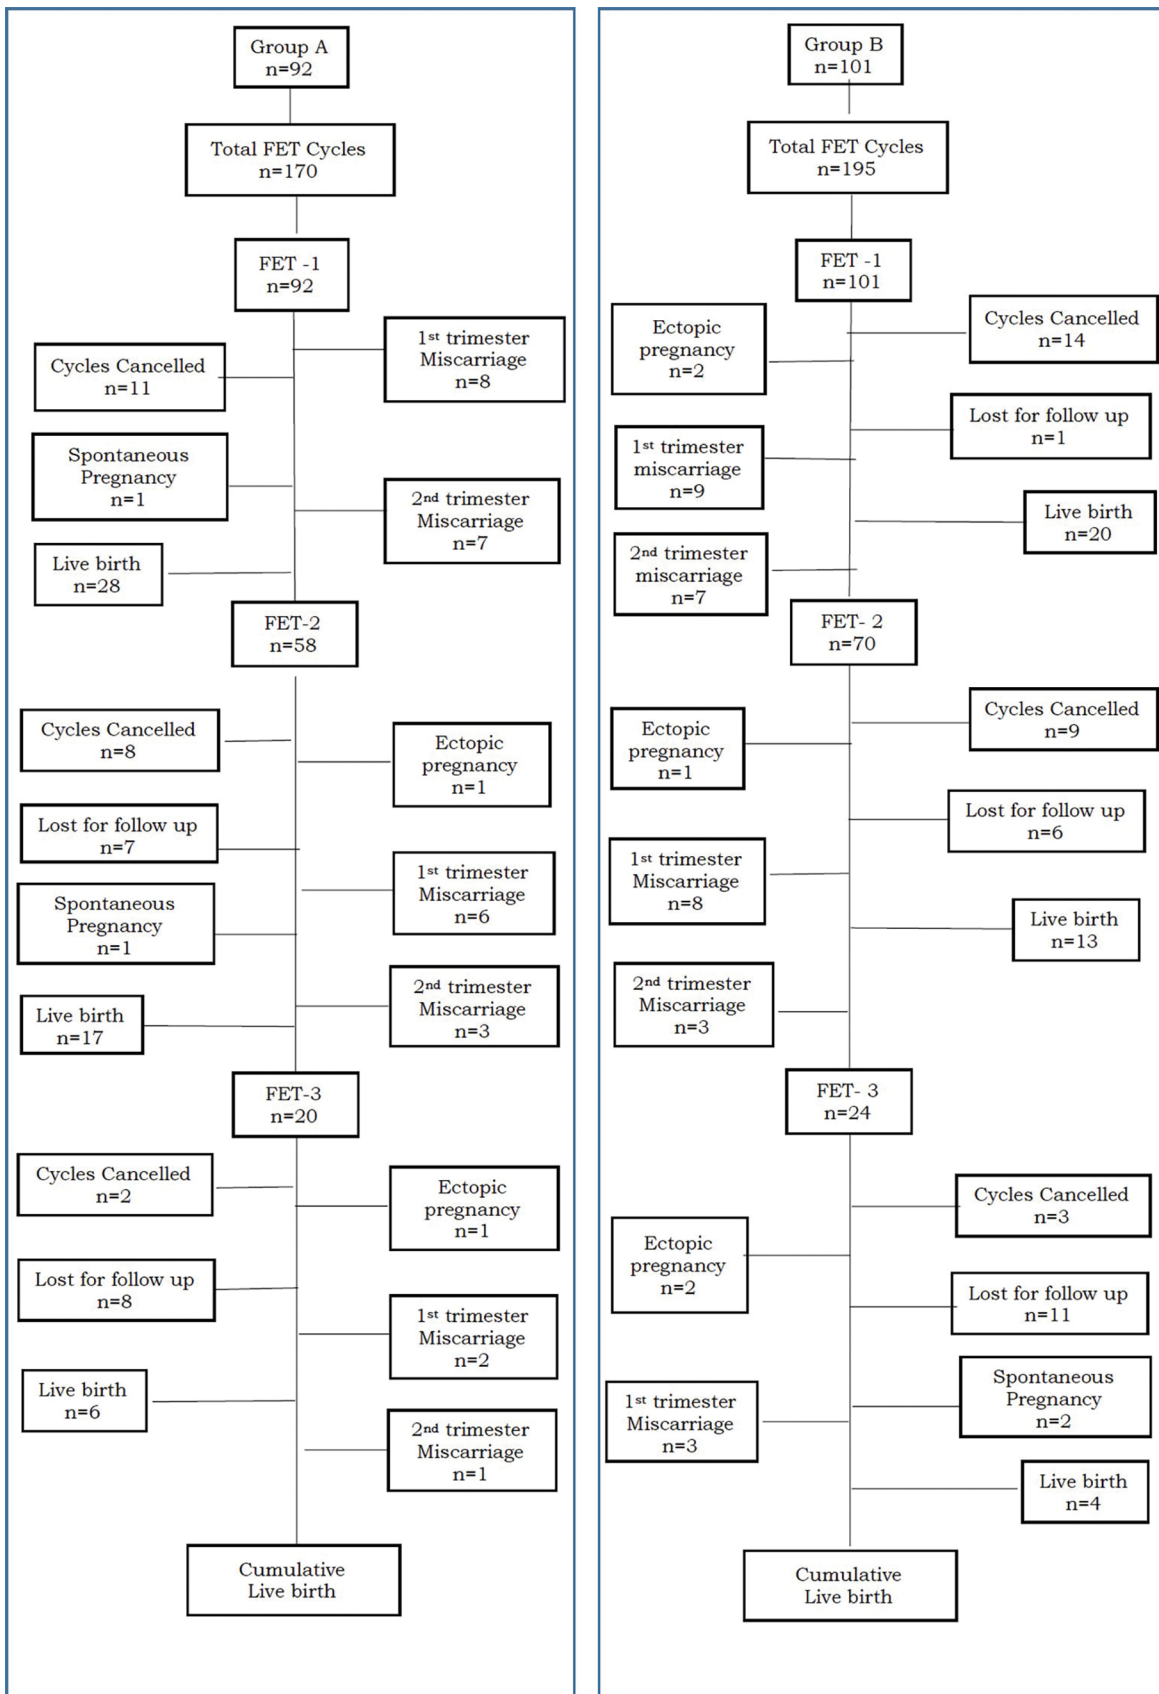 Group A
n=92
Total FET Cycles
n=170
FET -1
n=92
1st trimester
Miscarriage
n=8
Cycles Cancelled
n=11
Spontaneous
Pregnancy
n=1
2nd trimester
Miscarriage
n=7
Live birth
n=28
FET-2
n=58
Cycles Cancelled
n=8
Ectopic
pregnancy
n=1
Lost for follow up
n=7
1st trimester
Miscarriage
n=6
Spontaneous
Pregnancy
n=1
2nd trimester
Miscarriage
n=3
Live birth
n=17
FET-3
n=20
Cycles Cancelled
n=2
Ectopic
pregnancy
n=1
Lost for follow up
n=8
1st trimester
Miscarriage
n=2
Live birth
n=6
2nd trimester
Miscarriage
n=1
Cumulative
Live birth
Group B
n=101
Total FET Cycles
n=195
FET -1
n=101
Ectopic
pregnancy
n=2
Cycles Cancelled
n=14
Lost for follow up
n=1
1st trimester
miscarriage
n=9
Live birth
n=20
2nd trimester
miscarriage
n=7
FET- 2
n=70
Cycles Cancelled
n=9
Ectopic
pregnancy
n=1
Lost for follow up
n=6
1st trimester
Miscarriage
n=8
Live birth
n=13
2nd trimester
Miscarriage
n=3
FET- 3
n=24
Cycles Cancelled
n=3
Ectopic
pregnancy
n=2
Lost for follow up
n=11
Spontaneous
Pregnancy
n=2
1st trimester
Miscarriage
n=3
Live birth
n=4
Cumulative
Live birth